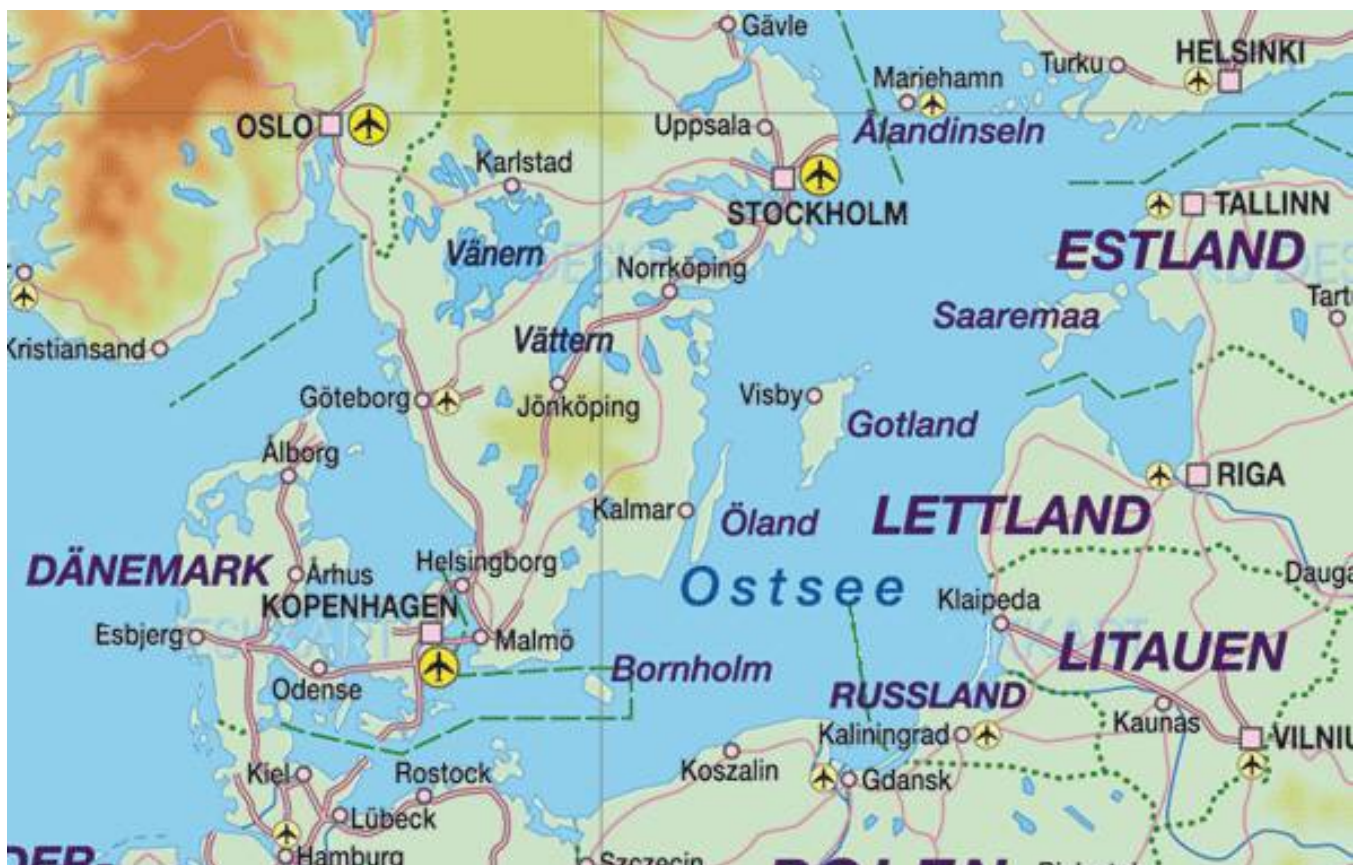 Gävle
Mariehamn
Turku
HELSINKI
OSLO
Uppsala
Ålandinseln
Karlstad
STOCKHOLM
TALLINN
ESTLAND
Vänern
Norrköping
Saaremaa
Kristiansand
Vättern
Göteborg
Jönköping
Visby
Gotland
Ålborg
RIGA
Kalmar
Öland
LETTLAND
DÄNEMARK
Århus
Helsingborg
Ostsee
Klaipeda
KOPENHAGEN
Esbjerg
Malmö
Bornholm
LITAUEN
Odense
RUSSLAND
Kaliningrad
Kaunas
Kiel
Rostock
Koszalin
Gdansk
Lübeck
Hamburg
Szczecin